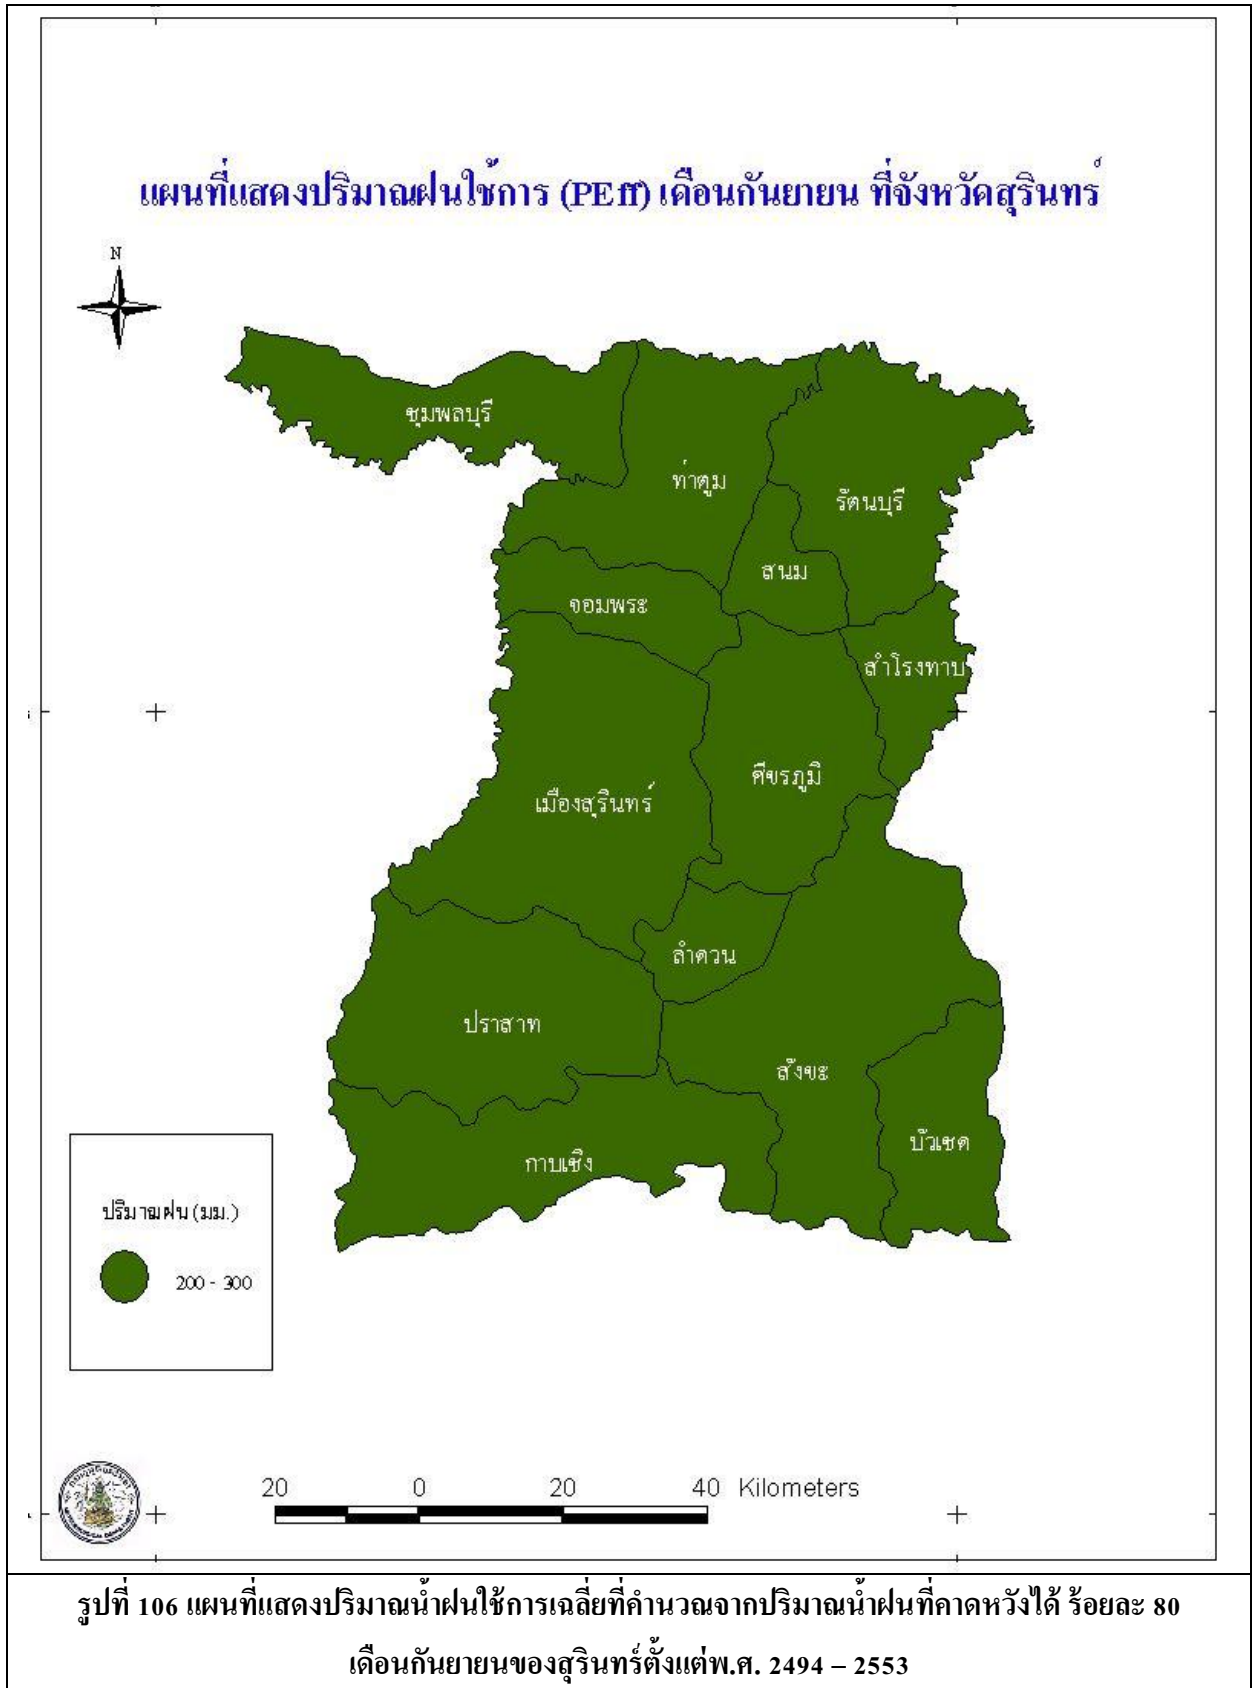 แผนที่แสดงปริมาณฝนใช้การ (PEff) เดือนกันยายน ที่จังหวัดสุรินทร์
N
ชุมพลบุรี
ท่าตูม
รัตนบุรี
สนม
จอมพระ
สำโรงทาบ
ศีขรภูมิ
เมืองสุรินทร์
ลำดวน
ปราสาท
สังขะ
บัวเชด
กาบเชิง
ปริมาณฝน (มม.)
200 - 300
20 0 20 40 Kilometers
รูปที่ 106 แผนที่แสดงปริมาณน้ำฝนใช้การเฉลี่ยที่คำนวณจากปริมาณน้ำฝนที่คาดหวังได้ ร้อยละ 80
เดือนกันยายนของสุรินทร์ตั้งแต่พ.ศ. 2494 – 2553